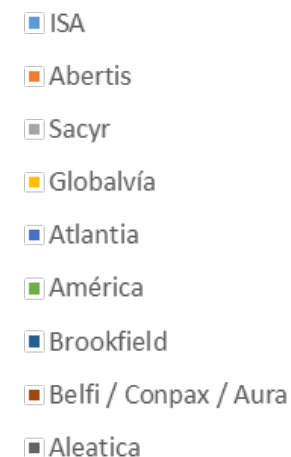 ISA
Abertis
Sacyr
Globalvía
Atlantia
América
Brookfield
Belfi / Conpax / Aura
Aleatica